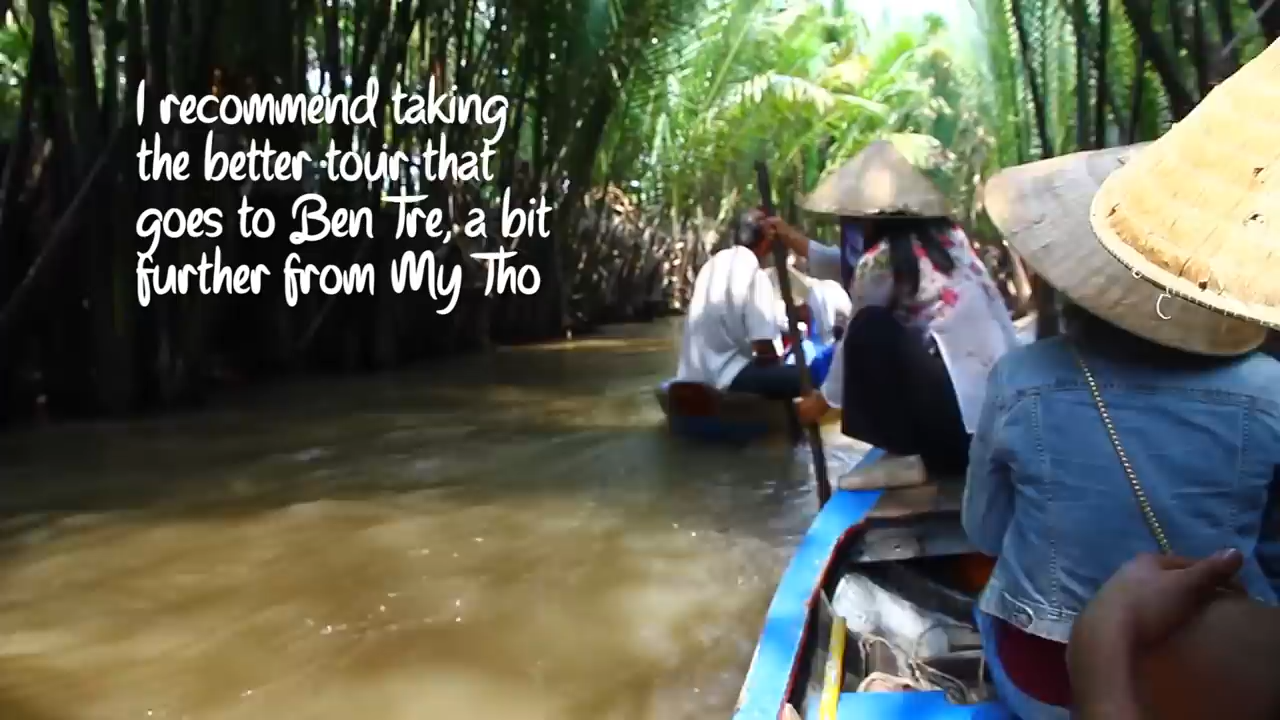 I recommend taking
the better tour that
goes to Ben Tre, a bit
further from My Tho